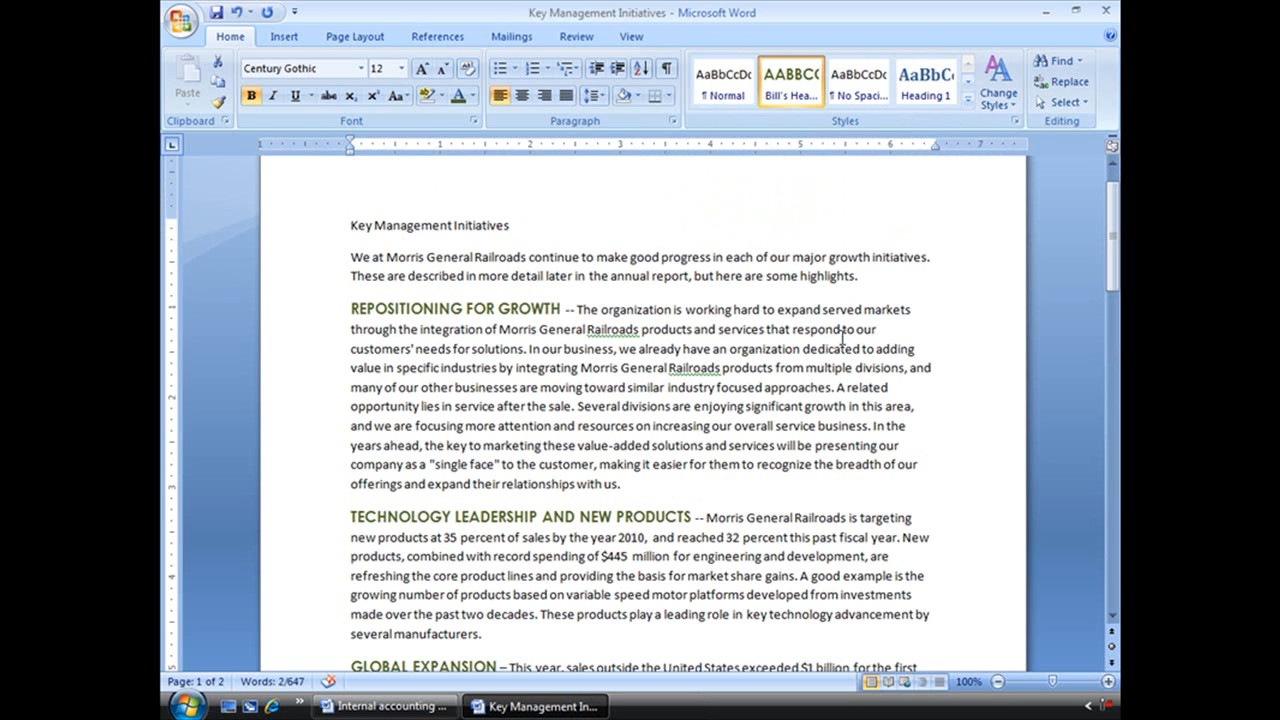 Key Management Initiatives - Microsoft Word
Home Insert Page Layout References Mailings Review View
Paste
Century Gothic 12
B I U abc x₂ x² Aa
AaBbCcDc AABBC AaBbCcDc AaBbC
¶ Normal Bill's Hea... ¶ No Spaci... Heading 1
Change
Styles
Find
Replace
Select
Clipboard Font Paragraph Styles Editing
1 1 2 3 4 5 6 7
Key Management Initiatives
We at Morris General Railroads continue to make good progress in each of our major growth initiatives.
These are described in more detail later in the annual report, but here are some highlights.
REPOSITIONING FOR GROWTH -- The organization is working hard to expand served markets
through the integration of Morris General Railroads products and services that respond to our
customers' needs for solutions. In our business, we already have an organization dedicated to adding
value in specific industries by integrating Morris General Railroads products from multiple divisions, and
many of our other businesses are moving toward similar industry focused approaches. A related
opportunity lies in service after the sale. Several divisions are enjoying significant growth in this area,
and we are focusing more attention and resources on increasing our overall service business. In the
years ahead, the key to marketing these value-added solutions and services will be presenting our
company as a "single face" to the customer, making it easier for them to recognize the breadth of our
offerings and expand their relationships with us.
TECHNOLOGY LEADERSHIP AND NEW PRODUCTS -- Morris General Railroads is targeting
new products at 35 percent of sales by the year 2010, and reached 32 percent this past fiscal year. New
products, combined with record spending of $445 million for engineering and development, are
refreshing the core product lines and providing the basis for market share gains. A good example is the
growing number of products based on variable speed motor platforms developed from investments
made over the past two decades. These products play a leading role in key technology advancement by
several manufacturers.
GLOBAL EXPANSION – This year, sales outside the United States exceeded $1 billion for the first
Page: 1 of 2 Words: 2/647 100%
Internal accounting ... Key Management In...